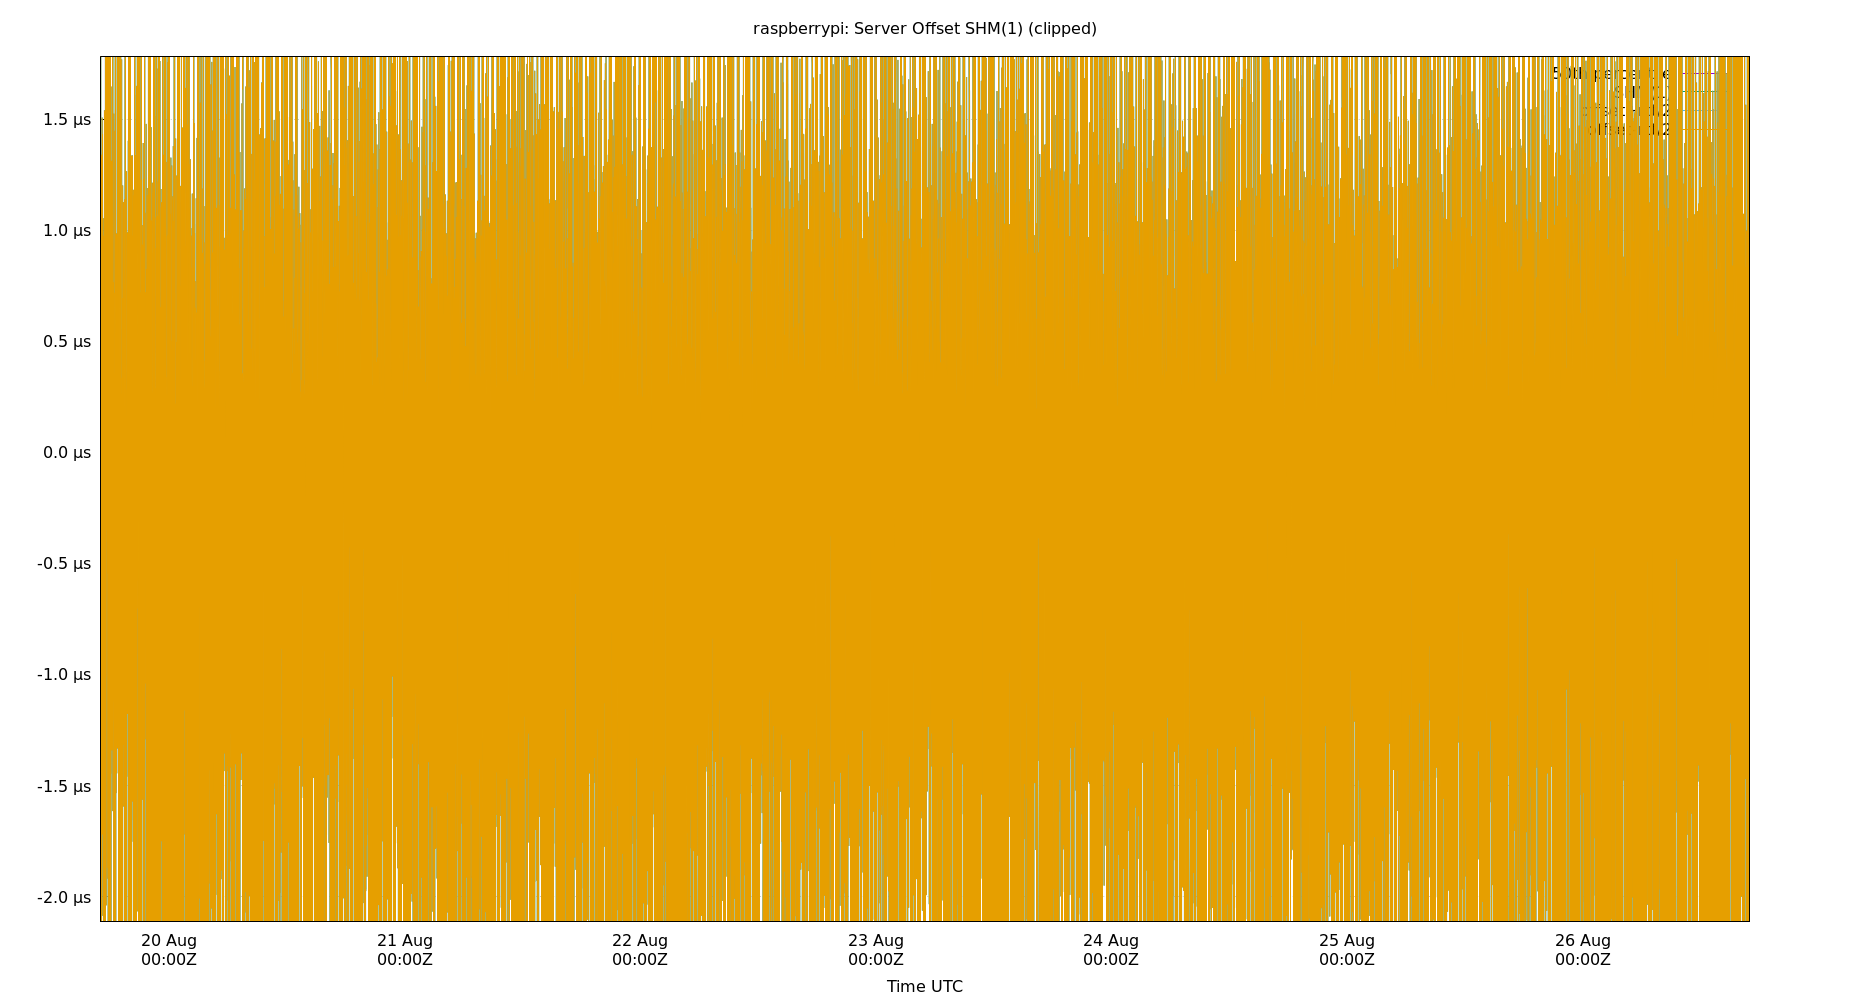 raspberrypi: Server Offset SHM(1) (clipped)
50th percentile
1.5 µs
1.0 µs
0.5 µs
0.0 µs
-0.5 µs
-1.0 µs
-1.5 µs
-2.0 µs
20 Aug 21 Aug 22 Aug 23 Aug 24 Aug 25 Aug 26 Aug
00:00Z 00:00Z 00:00Z 00:00Z 00:00Z 00:00Z 00:00Z
Time UTC